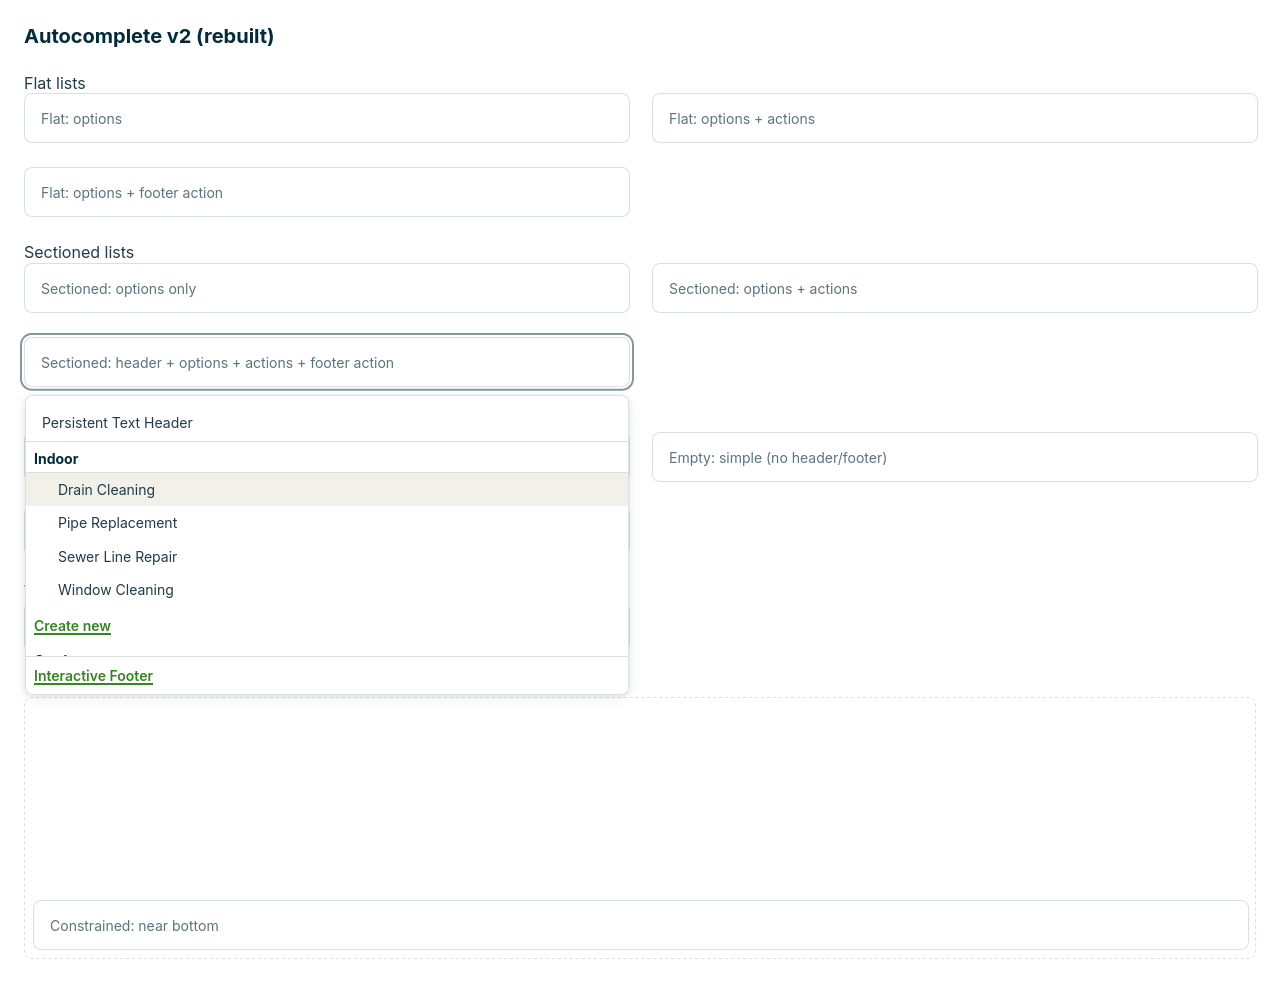 Autocomplete v2 (rebuilt)
Flat lists
Flat: options
Flat: options + actions
Flat: options + footer action
Sectioned lists
Sectioned: options only
Sectioned: options + actions
Sectioned: header + options + actions + footer action
Persistent Text Header
Indoor
Empty: simple (no header/footer)
Drain Cleaning
Pipe Replacement
Sewer Line Repair
Window Cleaning
Create new
Interactive Footer
Constrained: near bottom